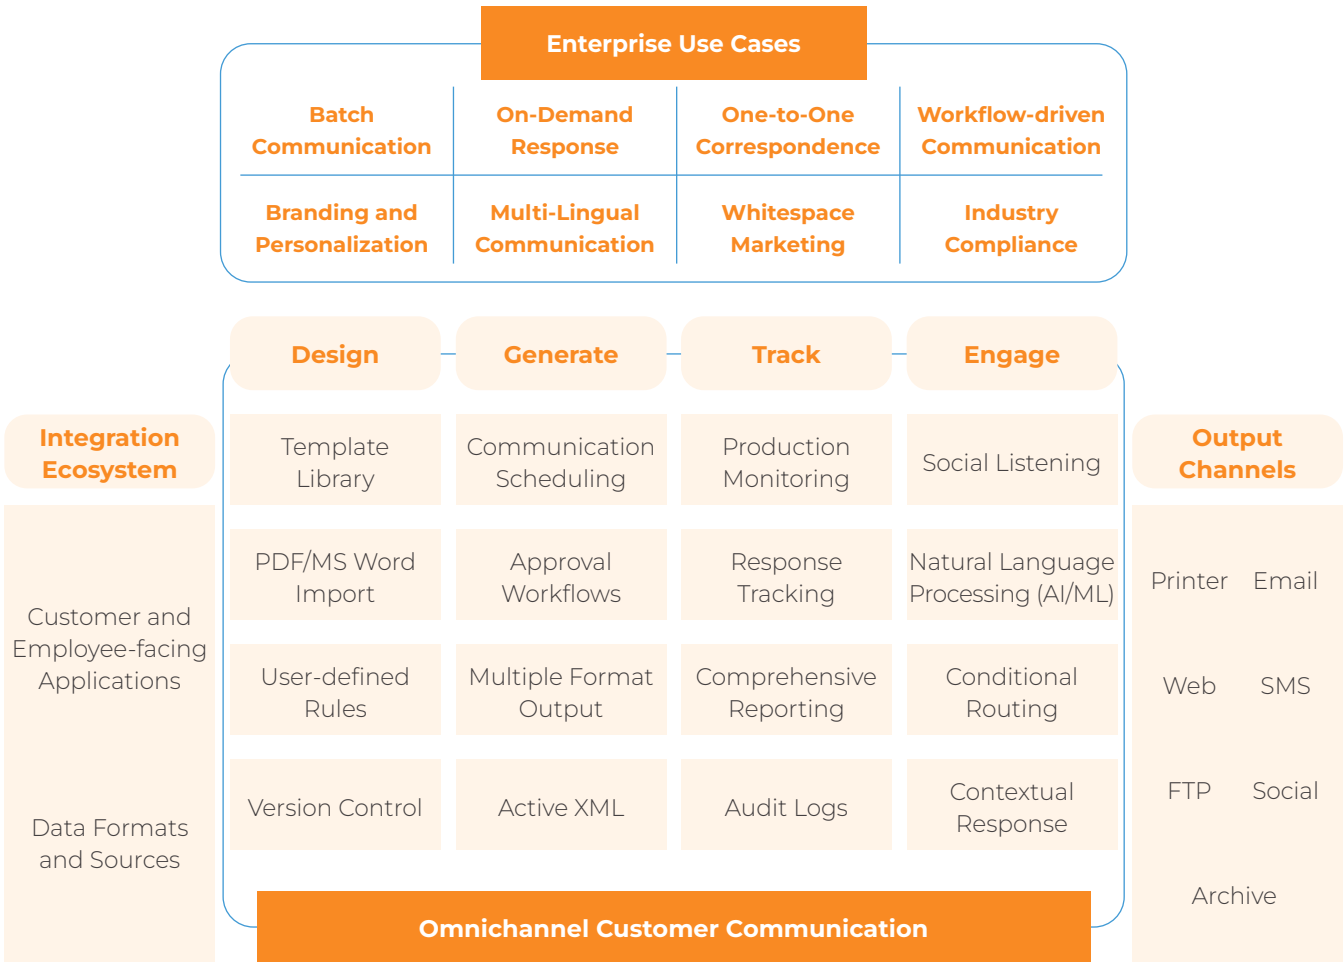 Enterprise Use Cases
Batch
Communication
On-Demand
Response
One-to-One
Correspondence
Workflow-driven
Communication
Branding and
Personalization
Multi-Lingual
Communication
Whitespace
Marketing
Industry
Compliance
Integration
Ecosystem
Customer and
Employee-facing
Applications
Data Formats
and Sources
Design
Template
Library
PDF/MS Word
Import
User-defined
Rules
Version Control
Generate
Communication
Scheduling
Approval
Workflows
Multiple Format
Output
Active XML
Track
Production
Monitoring
Response
Tracking
Comprehensive
Reporting
Audit Logs
Engage
Social Listening
Natural Language
Processing (AI/ML)
Conditional
Routing
Contextual
Response
Output
Channels
Printer Email
Web SMS
FTP Social
Archive
Omnichannel Customer Communication